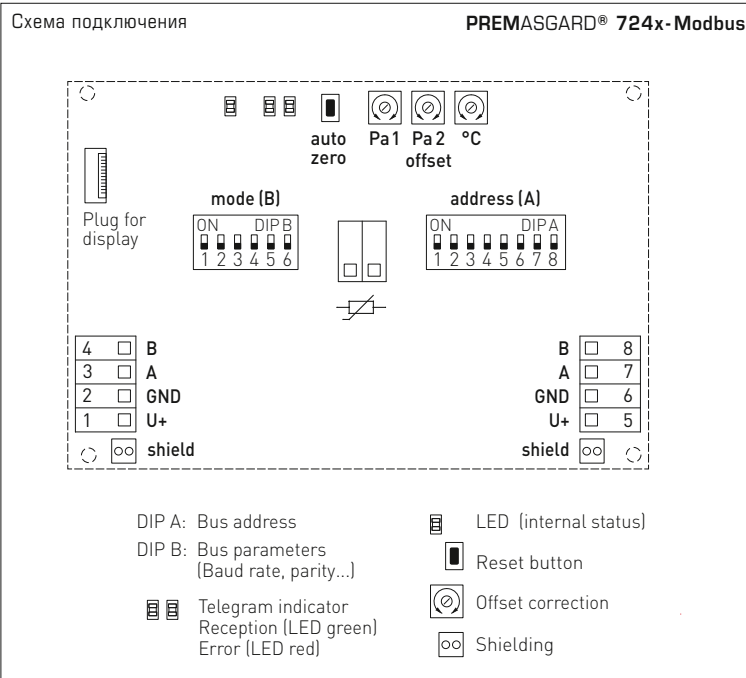 Схема подключения
PREMASGARD® 724x-Modbus
auto zero
Pa 1
Pa 2
°C
offset
Plug for display
mode (B)
ON DIP B
1 2 3 4 5 6
address (A)
ON DIP A
1 2 3 4 5 6 7 8
4 B
3 A
2 GND
1 U+
shield
B 8
A 7
GND 6
U+ 5
shield
DIP A: Bus address
DIP B: Bus parameters
(Baud rate, parity...)
Telegram indicator
Reception (LED green)
Error (LED red)
LED (internal status)
Reset button
Offset correction
Shielding